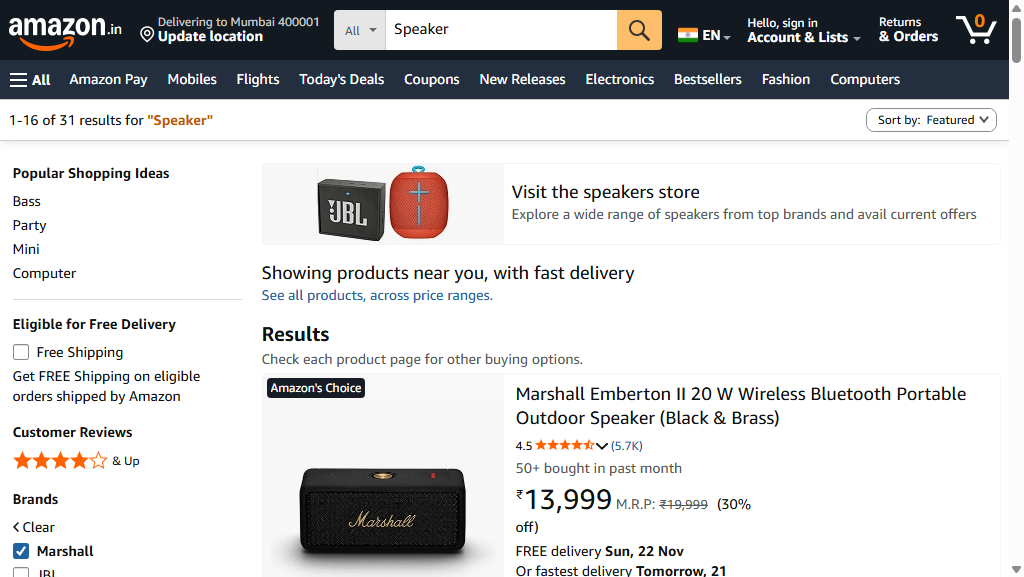 amazon.in
Delivering to Mumbai 400001
Update location
All
Speaker
EN
Hello, sign in
Account & Lists
Returns
& Orders
0
All
Amazon Pay
Mobiles
Flights
Today's Deals
Coupons
New Releases
Electronics
Bestsellers
Fashion
Computers
1-16 of 31 results for "Speaker"
Sort by: Featured
Popular Shopping Ideas
Bass
Party
Mini
Computer
Eligible for Free Delivery
Free Shipping
Get FREE Shipping on eligible
orders shipped by Amazon
Customer Reviews
& Up
Brands
Clear
Marshall
JBL
JBL
Visit the speakers store
Explore a wide range of speakers from top brands and avail current offers
Showing products near you, with fast delivery
See all products, across price ranges.
Results
Check each product page for other buying options.
Amazon's Choice
Marshall
Marshall Emberton II 20 W Wireless Bluetooth Portable
Outdoor Speaker (Black & Brass)
4.5 (5.7K)
50+ bought in past month
₹13,999 M.R.P: ₹19,999 (30%
off)
FREE delivery Sun, 22 Nov
Or fastest delivery Tomorrow, 21